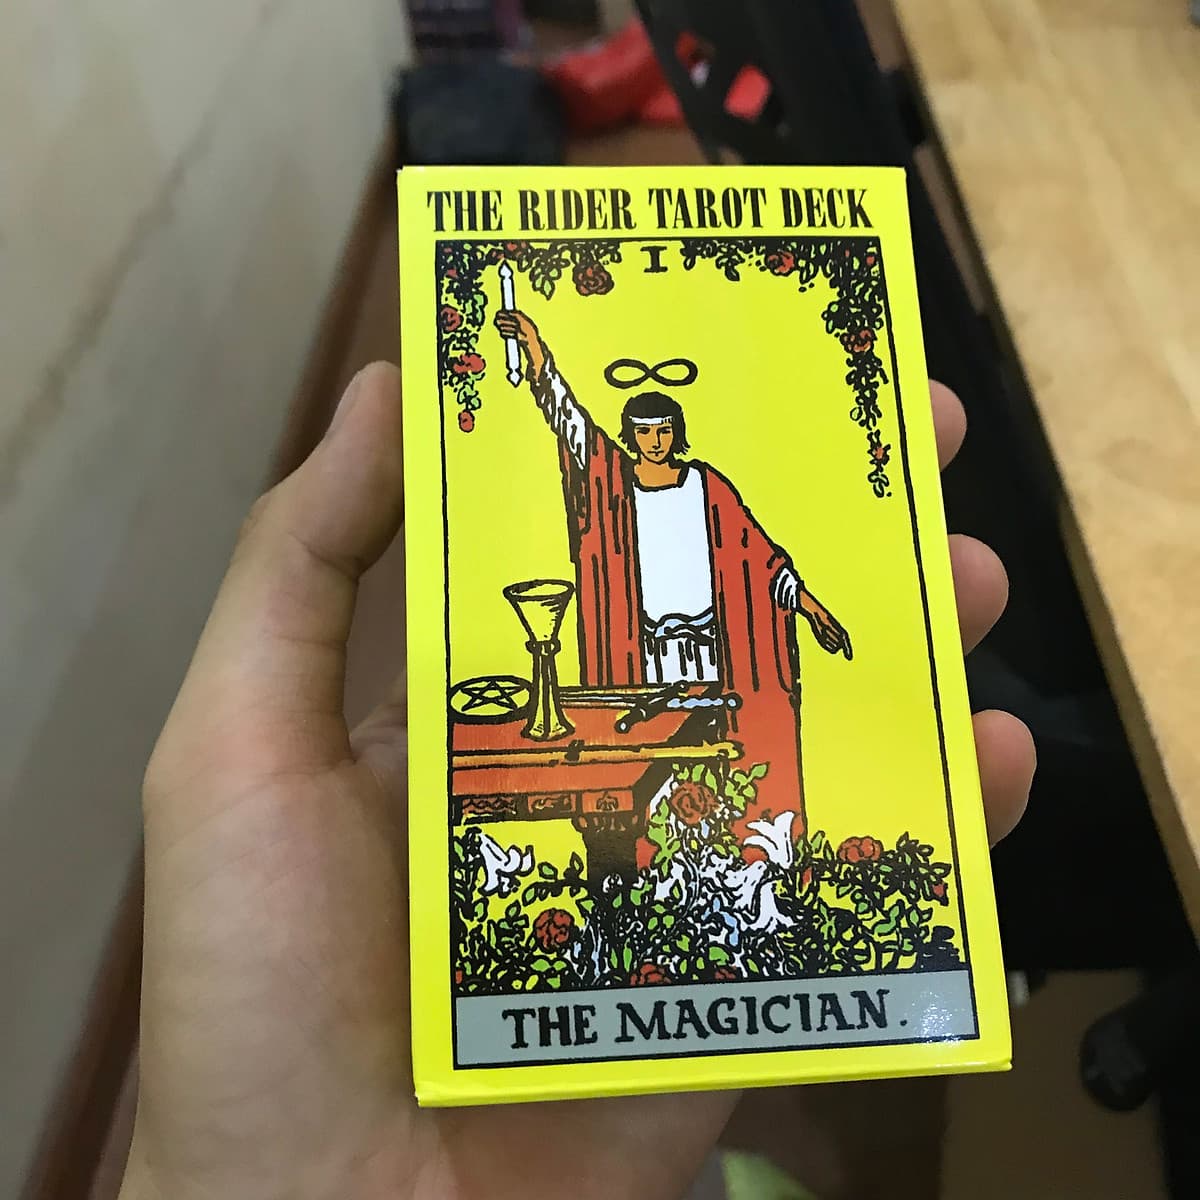 THE RIDER TAROT DECK
I
THE MAGICIAN.